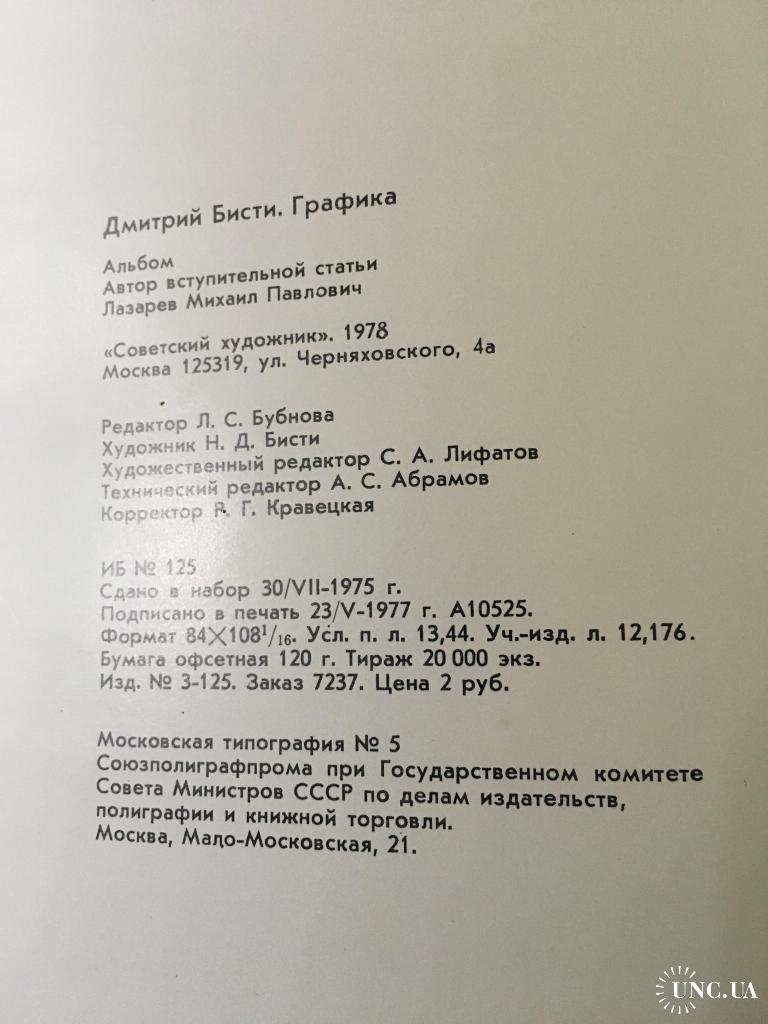 Дмитрий Бисти. Графика
Альбом
Автор вступительной статьи
Лазарев Михаил Павлович
«Советский художник». 1978
Москва 125319, ул. Черняховского, 4а
Редактор Л. С. Бубнова
Художник Н. Д. Бисти
Художественный редактор С. А. Лифатов
Технический редактор А. С. Абрамов
Корректор Г. Кравецкая
ИБ № 125
Сдано в набор 30/VII-1975 г.
Подписано в печать 23/V-1977 г. А10525.
Формат 84×108¹/₁₆. Усл. п. л. 13,44. Уч.-изд. л. 12,176.
Бумага офсетная 120 г. Тираж 20 000 экз.
Изд. № 3-125. Заказ 7237. Цена 2 руб.
Московская типография № 5
Союзполиграфпрома при Государственном комитете
Совета Министров СССР по делам издательств,
полиграфии и книжной торговли.
Москва, Мало-Московская, 21.
UNC.UA